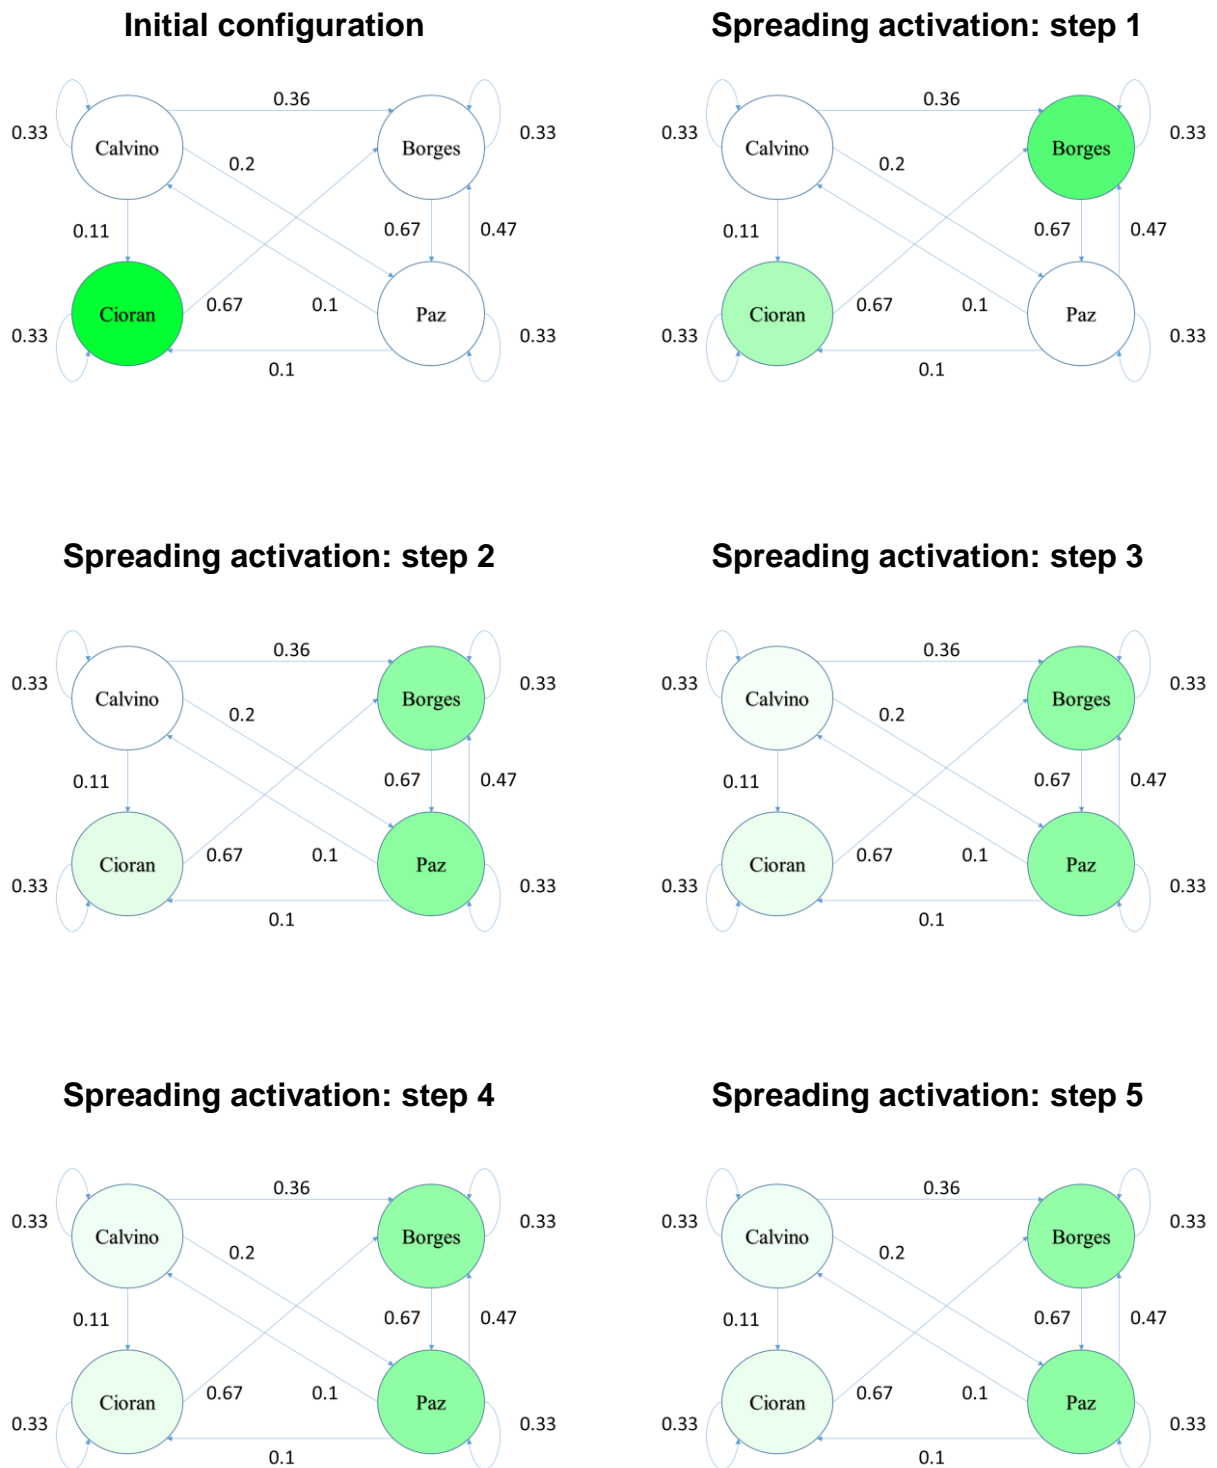 Initial configuration
0.36
0.33
Calvino
Borges
0.33
0.2
0.11
0.67
0.47
Cioran
0.67
0.1
Paz
0.33
0.33
0.1
Spreading activation: step 1
0.36
0.33
Calvino
Borges
0.33
0.2
0.11
0.67
0.47
Cioran
0.67
0.1
Paz
0.33
0.33
0.1
Spreading activation: step 2
0.36
0.33
Calvino
Borges
0.33
0.2
0.11
0.67
0.47
Cioran
0.67
0.1
Paz
0.33
0.33
0.1
Spreading activation: step 3
0.36
0.33
Calvino
Borges
0.33
0.2
0.11
0.67
0.47
Cioran
0.67
0.1
Paz
0.33
0.33
0.1
Spreading activation: step 4
0.36
0.33
Calvino
Borges
0.33
0.2
0.11
0.67
0.47
Cioran
0.67
0.1
Paz
0.33
0.33
0.1
Spreading activation: step 5
0.36
0.33
Calvino
Borges
0.33
0.2
0.11
0.67
0.47
Cioran
0.67
0.1
Paz
0.33
0.33
0.1